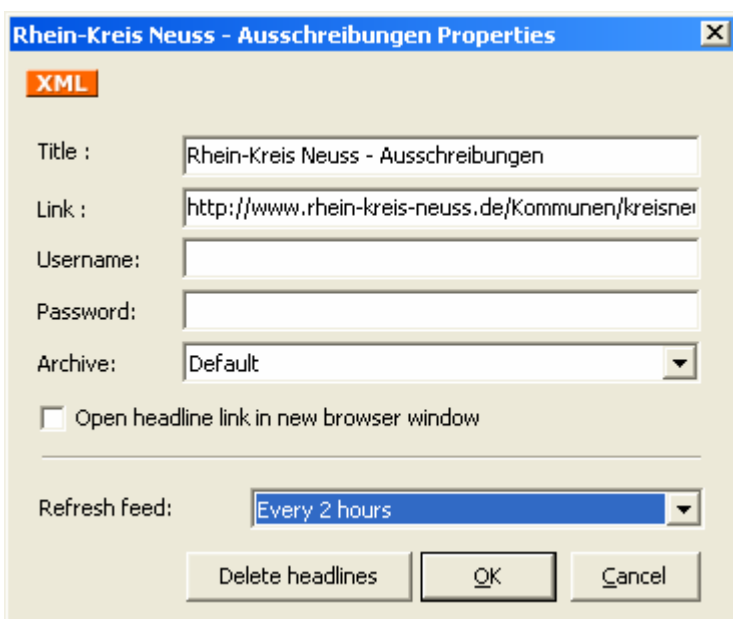 Rhein-Kreis Neuss - Ausschreibungen Properties
XML
Title : Rhein-Kreis Neuss - Ausschreibungen
Link : http://www.rhein-kreis-neuss.de/Kommunen/kreisneu
Username:
Password:
Archive: Default
Open headline link in new browser window
Refresh feed: Every 2 hours
Delete headlines OK Cancel